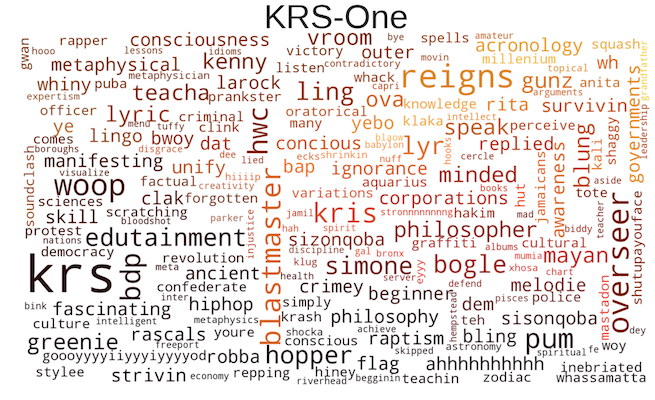 KRS-One
gwan rapper consciousness vroom bye spells amateur squash
hooo lessons idioms kenny victory outer movin acronology grandfather
metaphysical listen contradictory millenium wh
whiny puba metaphysician larock ling whack reigns gunz topical anita
expertism teacha prankster ova capri knowledge rita arguments survivin governments
officer lyric criminal hwc oratorical yebo klaka speak intellect perceive leadership
ye mend tuffy clink many blaow
comes lingo bwoy dat concious babylon lyr hooks replied blung kali shaggy
boroughs disgrace dee lied ecks shrinkin nuff cercle
soundclash manifesting unify bap ignorance minded jamaicans awareness
visualize factual hiiiip aquarius books hut aside
woop creativity variations corporations tote
sciences clak forgotten blastmaster jamil kris stronnnnnnng hakim mad teacher overseer shutupayouface
skill scratching bloodshot parker injustice hah spirit philosopher
protest nations edutainment sizonqoba graffiti albums cultural
democracy revolution discipline gal bronx mumia mayan
krs bdp meta ancient klug simone eyyy bogle xhosa chart
confederate health server defend melodie mastadon
inter crimey beginner hempstead pisces police
bink fascinating hiphop simply dem
culture intelligent metaphysics krash philosophy teh sisonqoba
rascals youre shocka achieve raptism bling pum dey
greenie freeport conscious skipped astronomy spiritual fe woy
goooyyyyiiyyyiyyyyod robba hopper flag ahhhhhhhhhhh inebriated
stylee strivin economy repping hiney begginin teachin zodiac whassamatta
riverhead